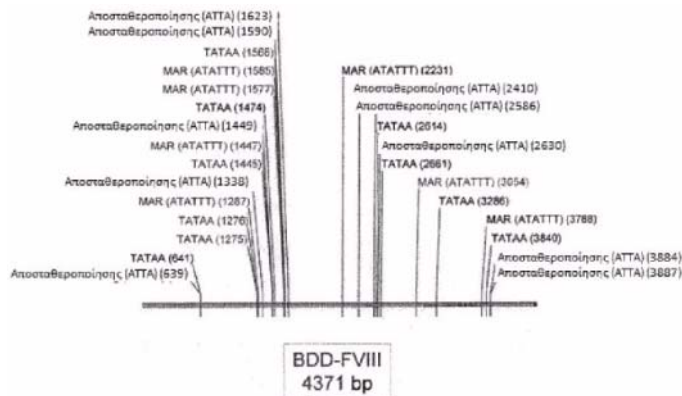 Αποσταθεροποίησης (ATTA) (1623)
Αποσταθεροποίησης (ATTA) (1590)
TATAA (1566)
MAR (ATATTT) (1585)
MAR (ATATTT) (1577)
TATAA (1474)
Αποσταθεροποίησης (ATTA) (1449)
MAR (ATATTT) (1447)
TATAA (1445)
Αποσταθεροποίησης (ATTA) (1338)
MAR (ATATTT) (1287)
TATAA (1276)
TATAA (1275)
TATAA (641)
Αποσταθεροποίησης (ATTA) (639)
MAR (ATATTT) (2231)
Αποσταθεροποίησης (ATTA) (2410)
Αποσταθεροποίησης (ATTA) (2586)
TATAA (2614)
Αποσταθεροποίησης (ATTA) (2630)
TATAA (2661)
MAR (ATATTT) (3054)
TATAA (3286)
MAR (ATATTT) (3788)
TATAA (3840)
Αποσταθεροποίησης (ATTA) (3884)
Αποσταθεροποίησης (ATTA) (3887)
BDD-FVIII
4371 bp